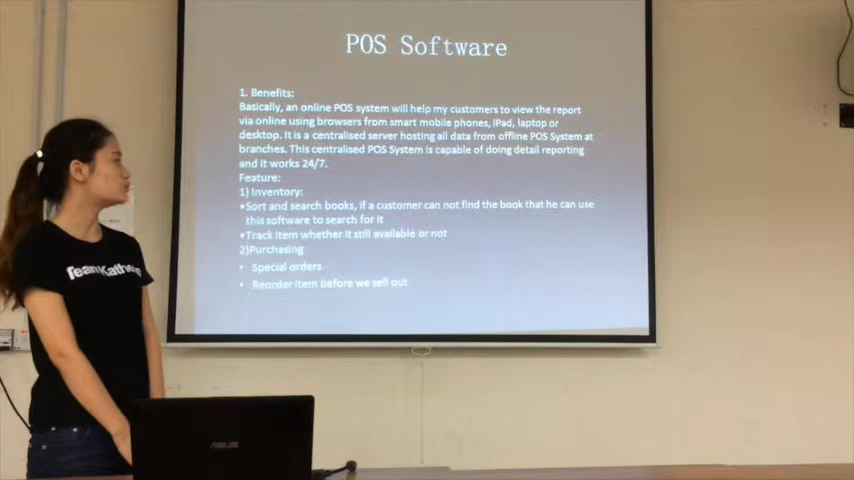 POS Software
1. Benefits:
Basically, an online POS system will help my customers to view the report
via online using browsers from smart mobile phones, iPad, laptop or
desktop. It is a centralised server hosting all data from offline POS System at
branches. This centralised POS System is capable of doing detail reporting
and it works 24/7.
Feature:
1) Inventory:
•Sort and search books, if a customer can not find the book that he can use
this software to search for it
•Track item whether it still available or not
2)Purchasing
• Special orders
• Reorder item before we sell out
ASUS